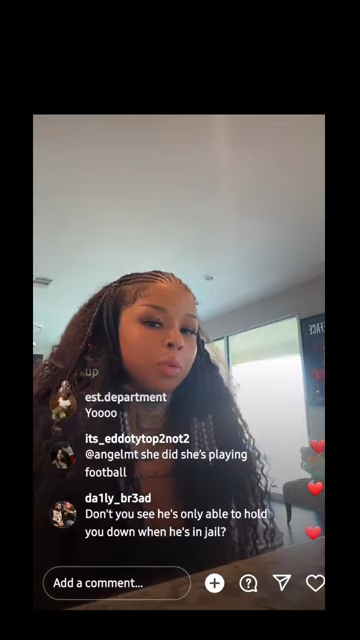 up
est.department
Yoooo
its_eddotytop2not2
@angelmt she did she's playing
football
da1ly_br3ad
Don't you see he's only able to hold
you down when he's in jail?
Add a comment...